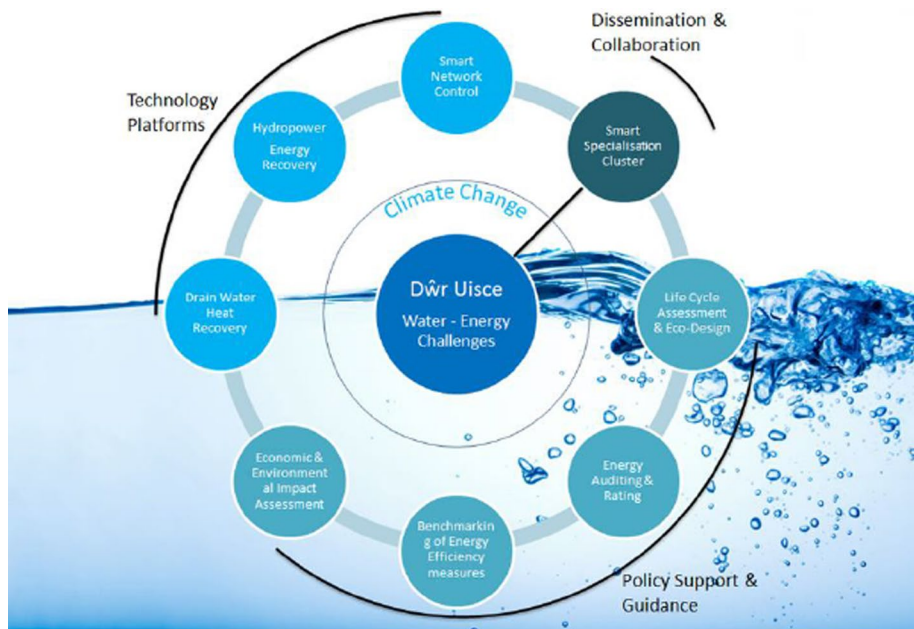 Dissemination &
Collaboration
Technology
Platforms
Smart
Network
Control
Hydropower
Energy
Recovery
Smart
Specialisation
Cluster
Climate Change
Dŵr Uisce
Water - Energy
Challenges
Drain Water
Heat
Recovery
Life Cycle
Assessment
& Eco-Design
Economic &
Environment
al Impact
Assessment
Benchmarkin
g of Energy
Efficiency
measures
Energy
Auditing &
Rating
Policy Support &
Guidance